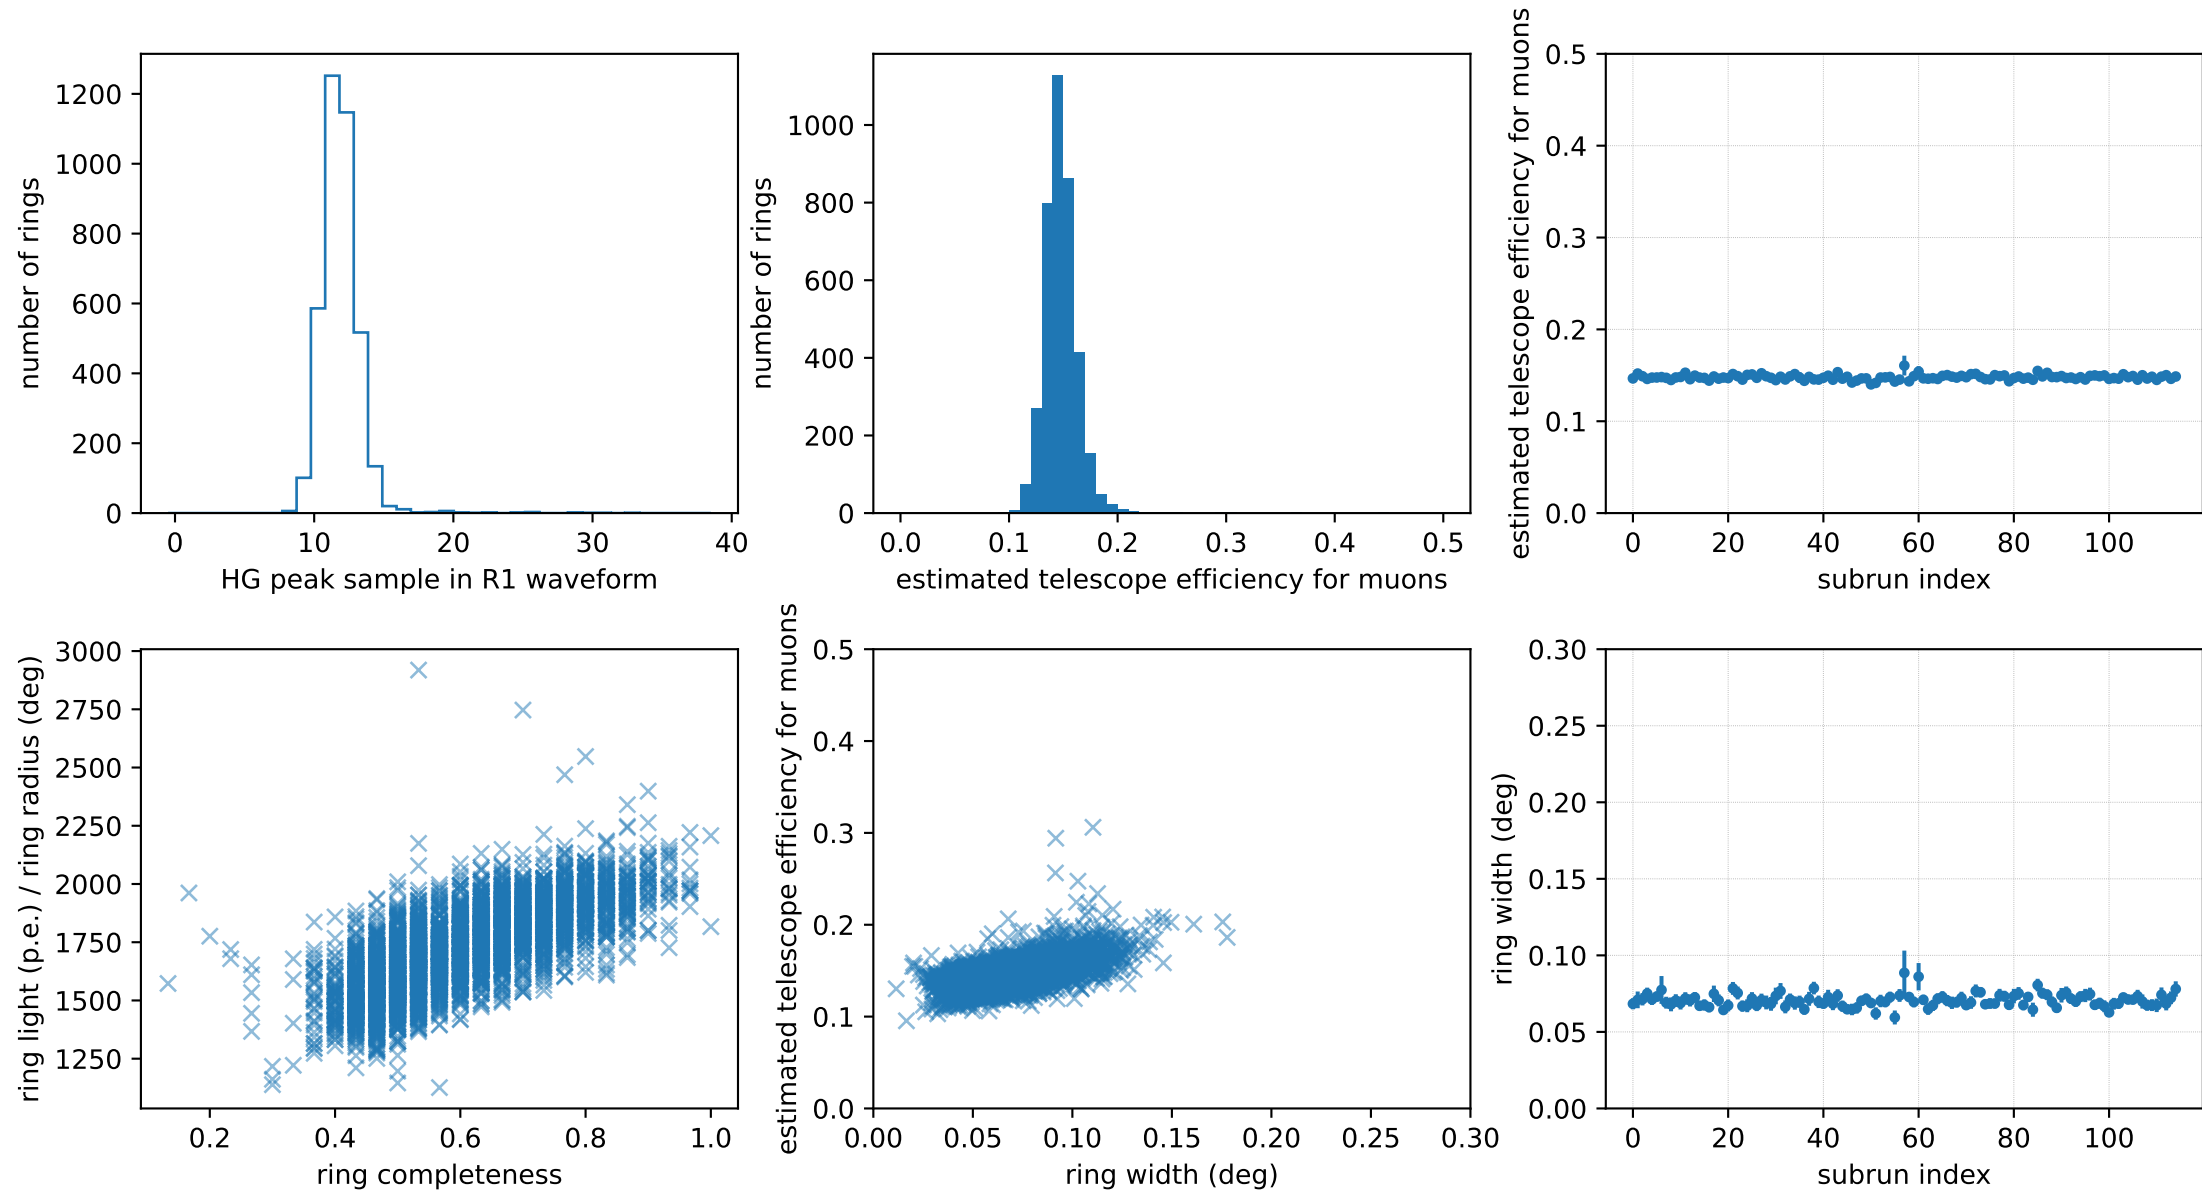 number of rings
1200
1000
800
600
400
200
0
0 10 20 30 40
HG peak sample in R1 waveform
number of rings
1000
800
600
400
200
0
0.0 0.1 0.2 0.3 0.4 0.5
estimated telescope efficiency for muons
estimated telescope efficiency for muons
0.5
0.4
0.3
0.2
0.1
0.0
0 20 40 60 80 100
subrun index
ring light (p.e.) / ring radius (deg)
3000
2750
2500
2250
2000
1750
1500
1250
0.2 0.4 0.6 0.8 1.0
ring completeness
estimated telescope efficiency for muons
0.5
0.4
0.3
0.2
0.1
0.0
0.00 0.05 0.10 0.15 0.20 0.25 0.30
ring width (deg)
ring width (deg)
0.30
0.25
0.20
0.15
0.10
0.05
0.00
0 20 40 60 80 100
subrun index